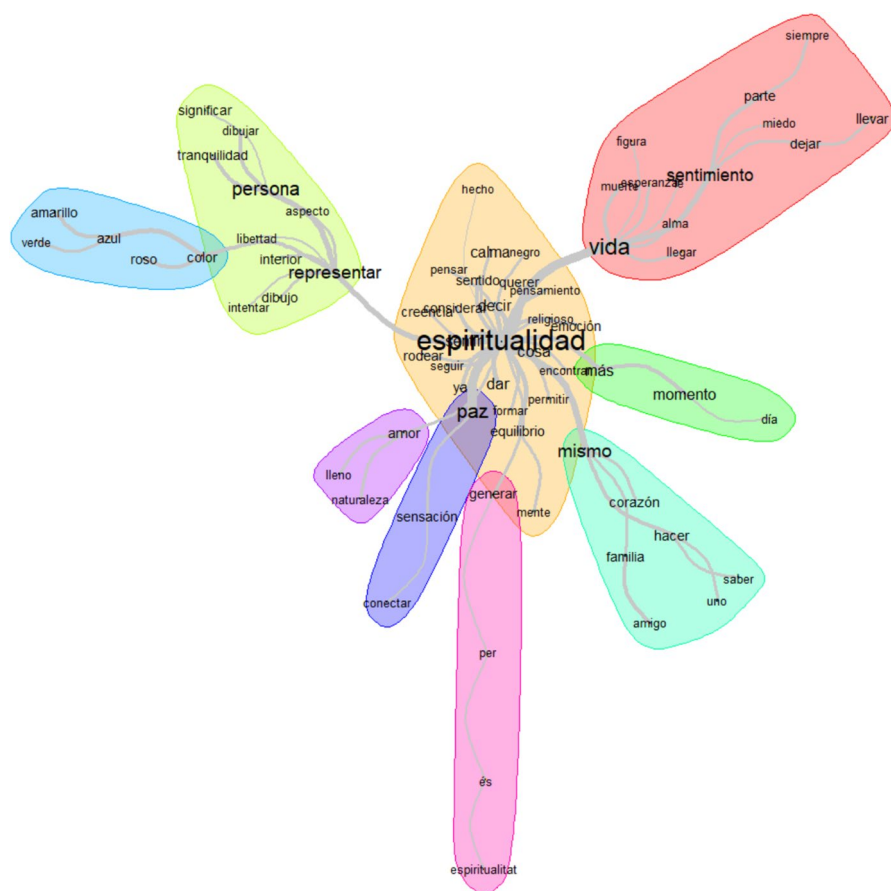 siempre
significar
parte
dibujar
miedo
llevar
figura
dejar
tranquilidad
sentimiento
persona
hecho
muerte
amarillo
aspecto
alma
verde
azul
libertad
vida
calma
negro
llegar
roso
color
interior
representar
pensar
sentido
querer
pensamiento
intentar
dibujo
creencia
considerar
decir
religioso
emoción
espiritualidad
rodear
cosa
seguir
encontrar
más
ya
dar
permitir
momento
paz
formar
día
amor
equilibrio
mismo
lleno
naturaleza
generar
corazón
sensación
mente
hacer
familia
saber
conectar
uno
amigo
per
es
espiritualitat